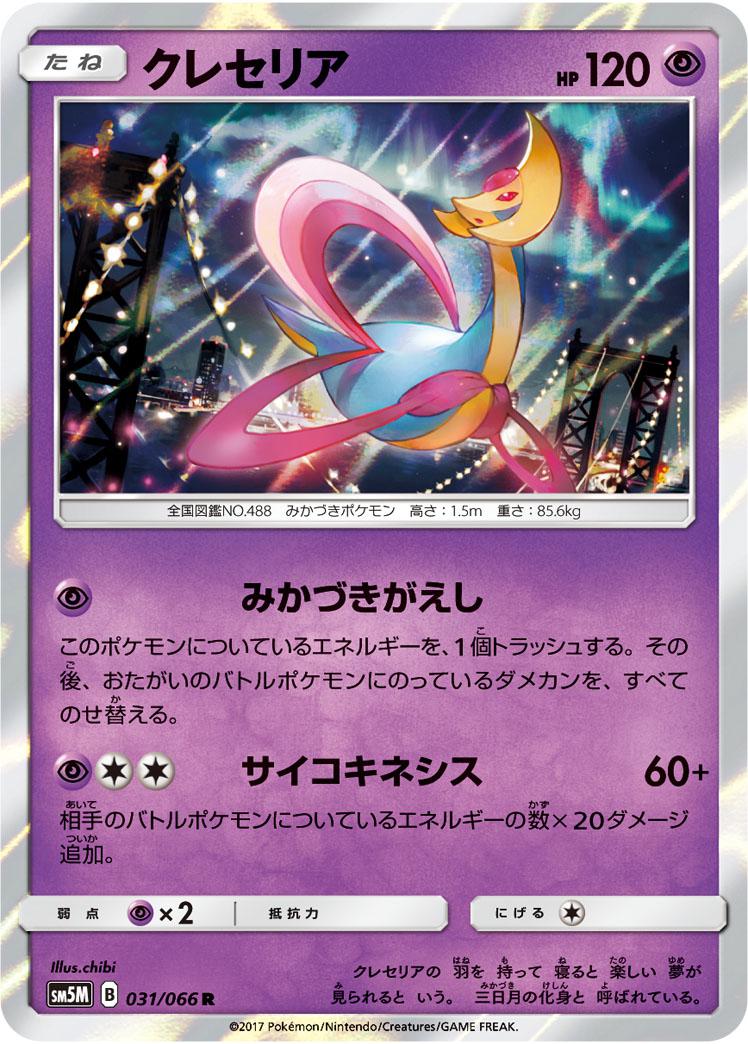 たね クレセリア HP 120
全国図鑑NO.488 みかづきポケモン 高さ:1.5m 重さ:85.6kg
みかづきがえし
このポケモンについているエネルギーを、1個トラッシュする。その
後、おたがいのバトルポケモンにのっているダメカンを、すべて
のせ替える。
サイコキネシス 60+
相手のバトルポケモンについているエネルギーの数×20ダメージ
追加。
弱点 ×2 抵抗力 にげる
Illus.chibi
SM5M B 031/066 R
クレセリアの 羽を 持って 寝ると 楽しい 夢が
見られると いう。 三日月の化身と 呼ばれている。
©2017 Pokémon/Nintendo/Creatures/GAME FREAK.